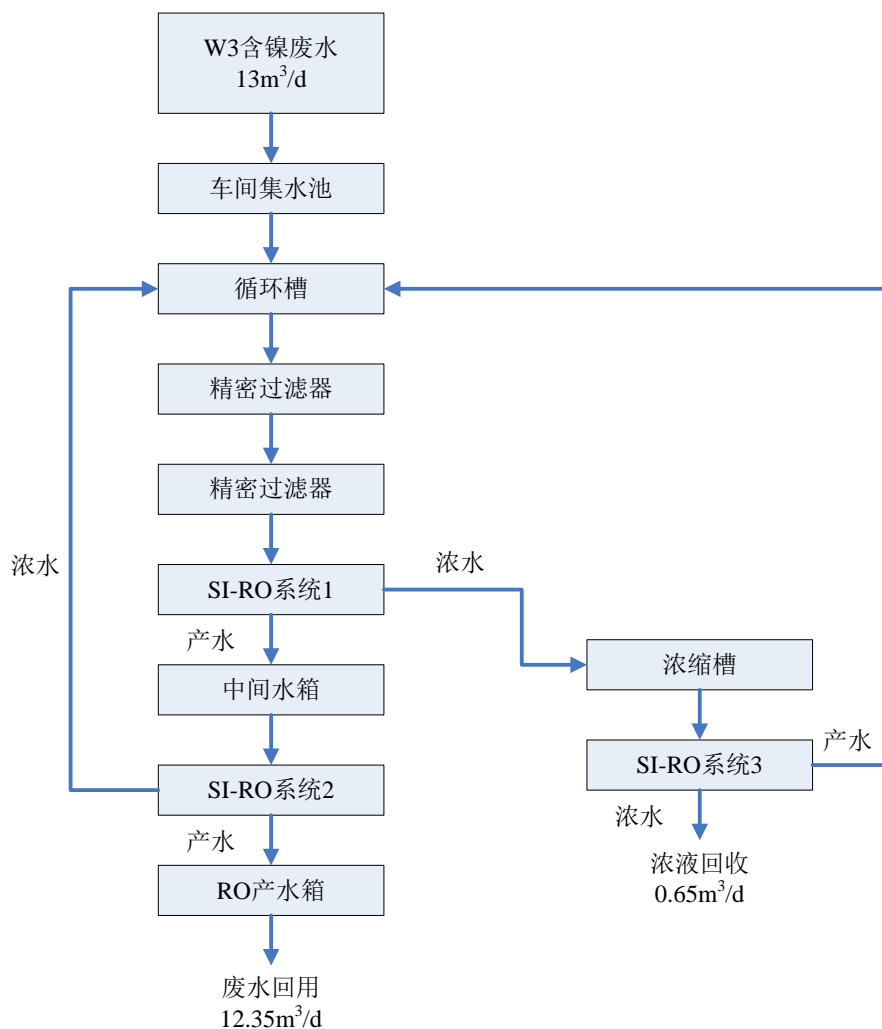 W3含镍废水
13m³/d
车间集水池
循环槽
精密过滤器
精密过滤器
浓水
浓水
SI-RO系统1
产水
浓缩槽
中间水箱
产水
SI-RO系统3
SI-RO系统2
浓水
产水
浓液回收
0.65m³/d
RO产水箱
废水回用
12.35m³/d